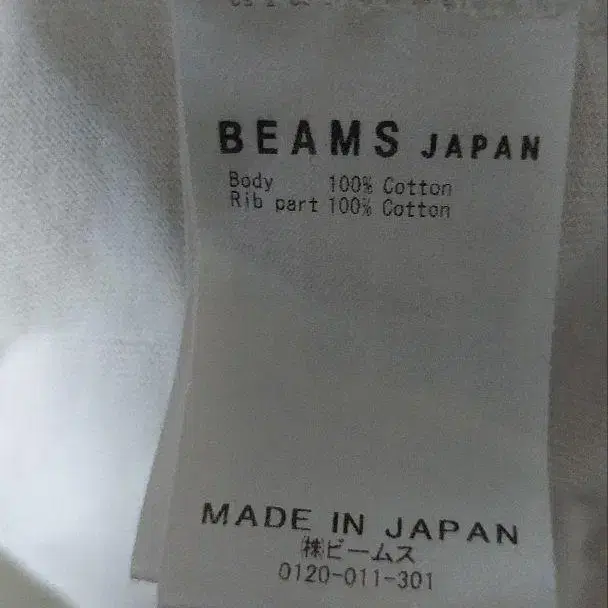 BEAMS JAPAN
Body 100% Cotton
Rib part 100% Cotton
MADE IN JAPAN
㈱ビームス
0120-011-301